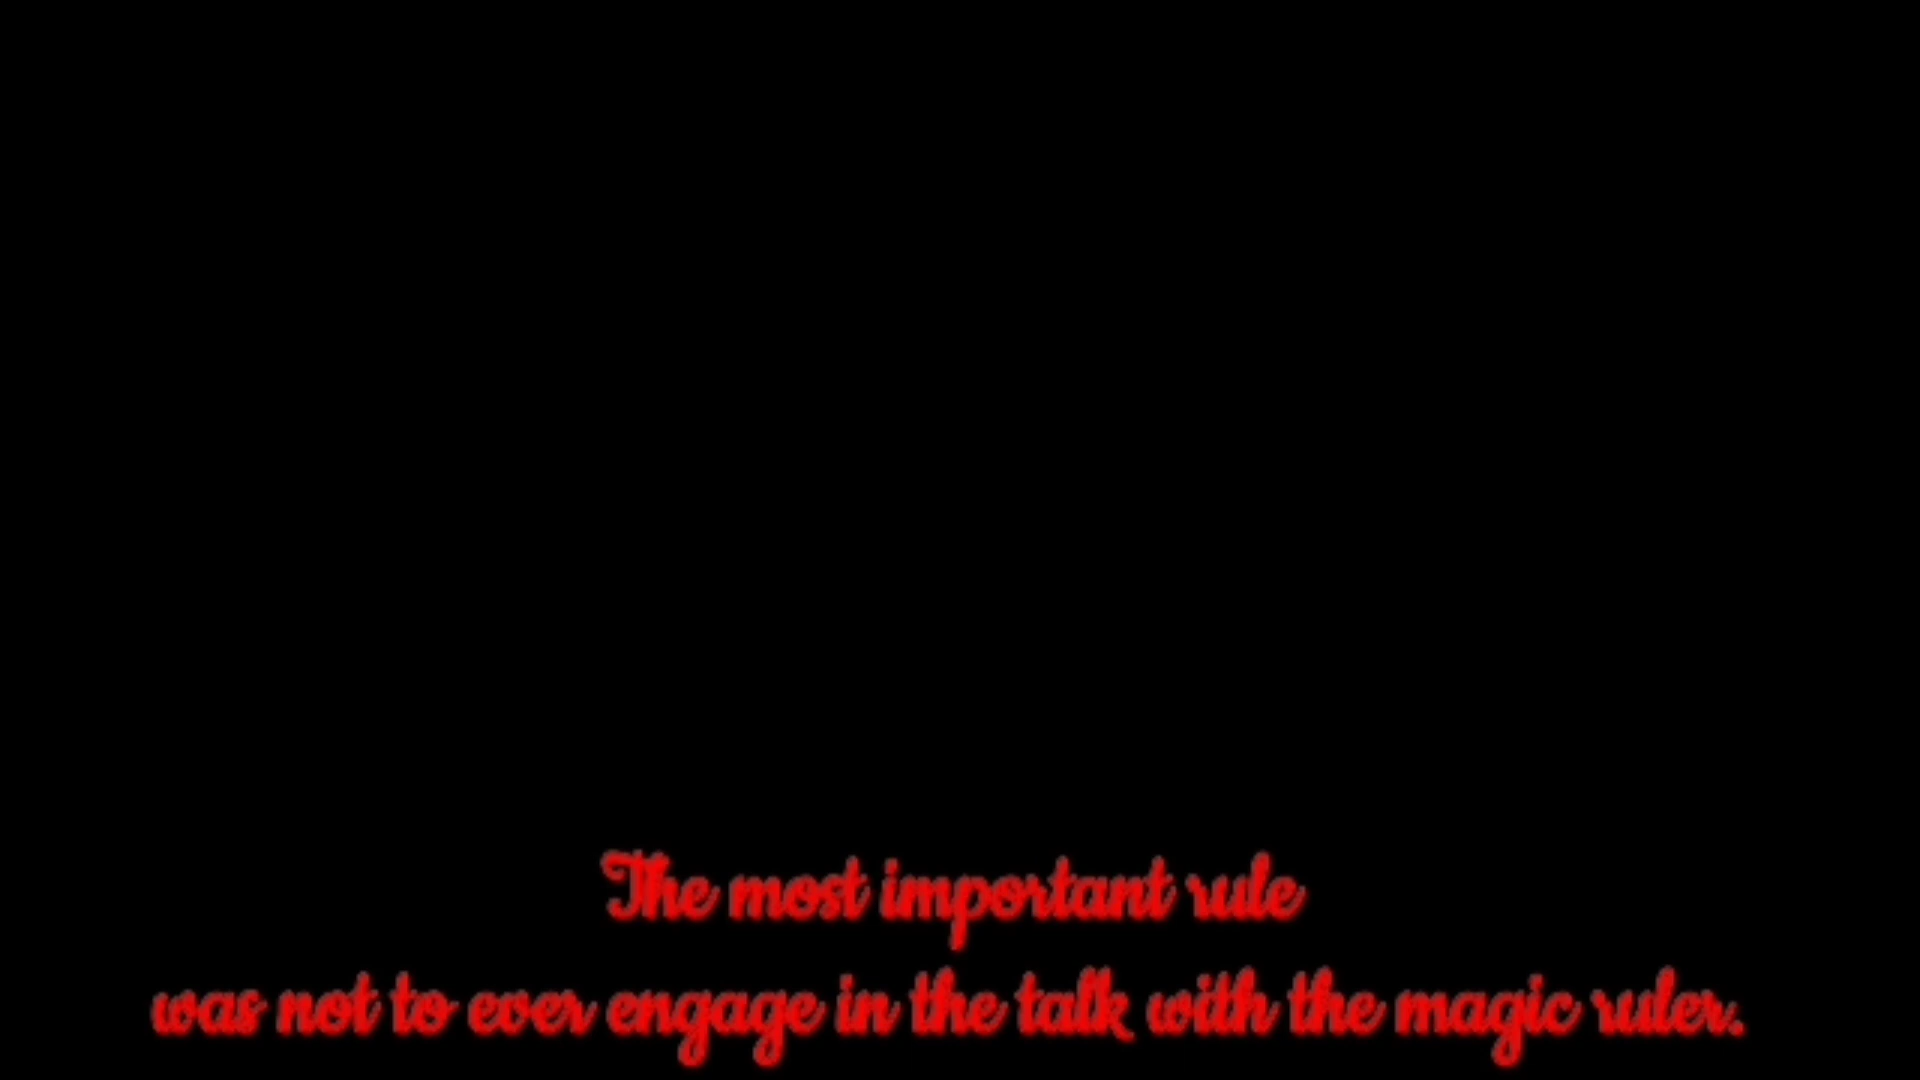 The most important rule
was not to ever engage in the talk with the magic ruler.